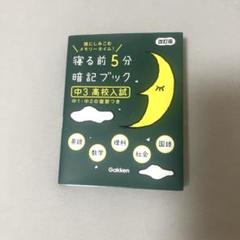 頭にしみこむ
メモリータイム!
改訂版
寝る前5分
暗記ブック
中3 高校入試
中1・中2の復習つき
英語
数学
理科
社会
国語
Gakken